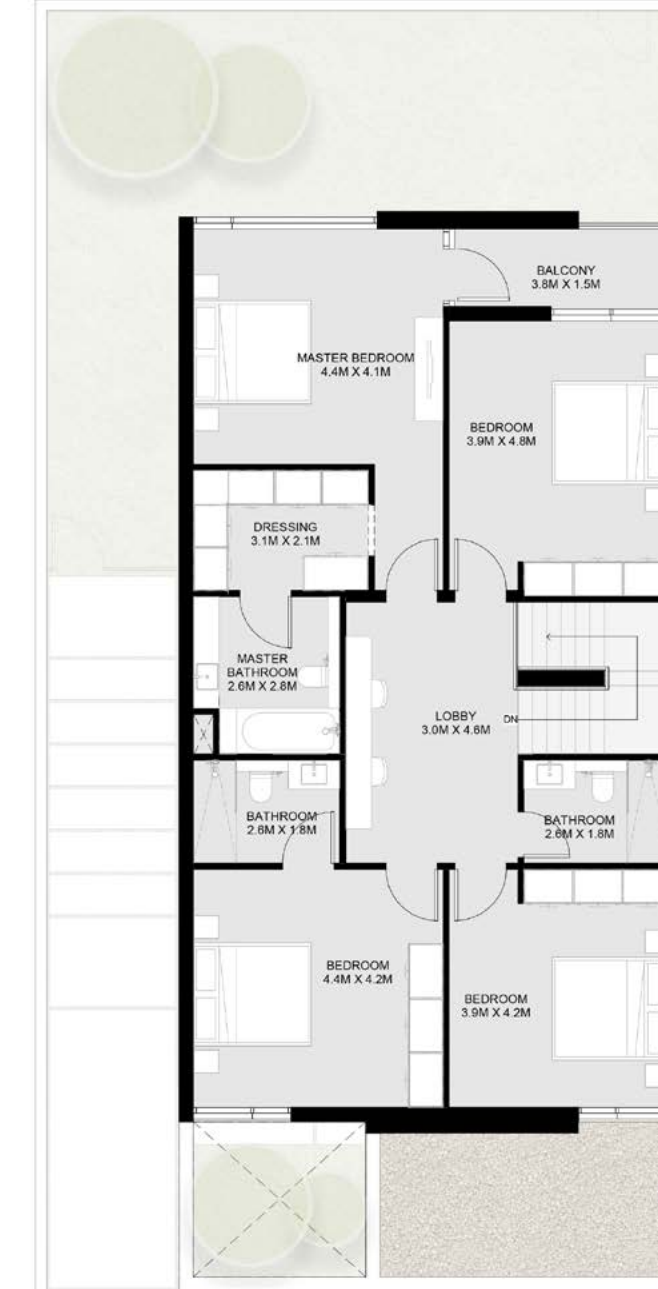 BALCONY
3.8M X 1.5M
MASTER BEDROOM
4.4M X 4.1M
BEDROOM
3.9M X 4.8M
DRESSING
3.1M X 2.1M
MASTER
BATHROOM
2.6M X 2.8M
LOBBY
3.0M X 4.6M
DN
BATHROOM
2.6M X 1.8M
BATHROOM
2.6M X 1.8M
BEDROOM
4.4M X 4.2M
BEDROOM
3.9M X 4.2M